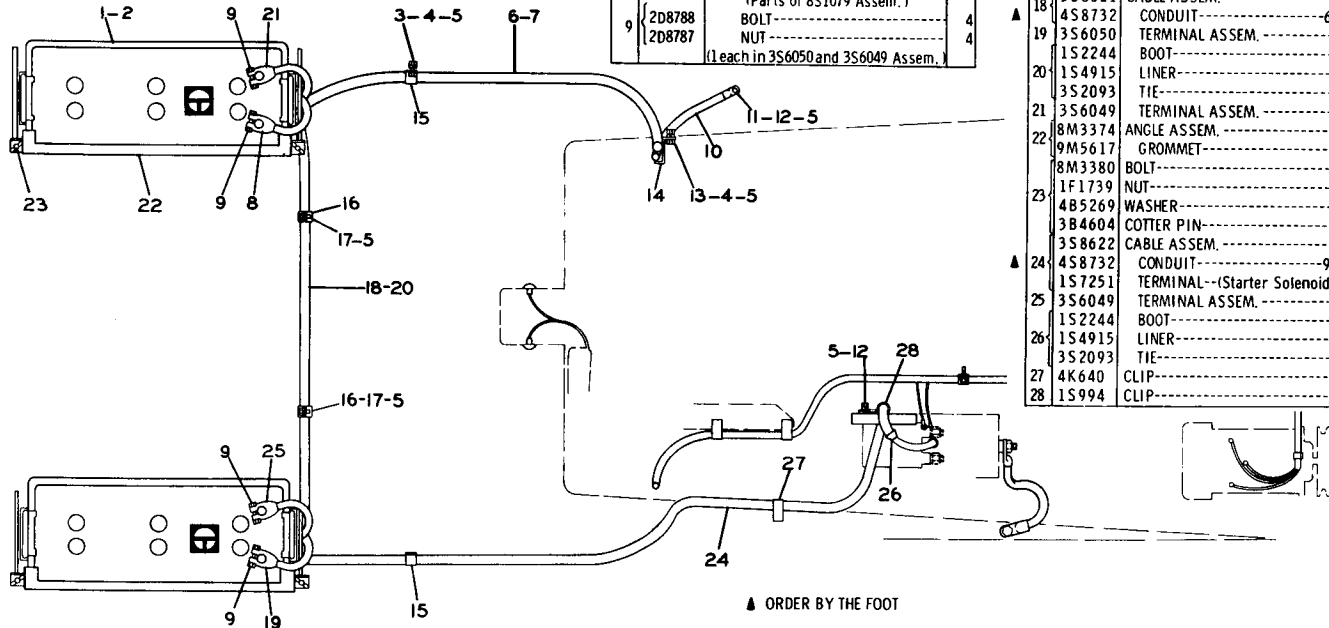 (Parts of 8S1079 Assem.)
9 2D8788 BOLT 4
2D8787 NUT 4
(1 each in 3S6050 and 3S6049 Assem.)
18
▲ 4S8732 CONDUIT
19 3S6050 TERMINAL ASSEM.
1S2244 BOOT
20 1S4915 LINER
3S2093 TIE
21 3S6049 TERMINAL ASSEM.
22 8M3374 ANGLE ASSEM.
9M5617 GROMMET
8M3380 BOLT
23 1F1739 NUT
4B5269 WASHER
3B4604 COTTER PIN
3S8622 CABLE ASSEM.
▲ 24 4S8732 CONDUIT 9
1S7251 TERMINAL--(Starter Solenoid
25 3S6049 TERMINAL ASSEM.
1S2244 BOOT
26 1S4915 LINER
3S2093 TIE
27 4K640 CLIP
28 1S994 CLIP
1-2
9
21
3-4-5
6-7
15
11-12-5
10
14
13-4-5
23
22
9
8
16
17-5
18-20
16-17-5
5-12
28
9
25
27
26
24
15
9
19
▲ ORDER BY THE FOOT